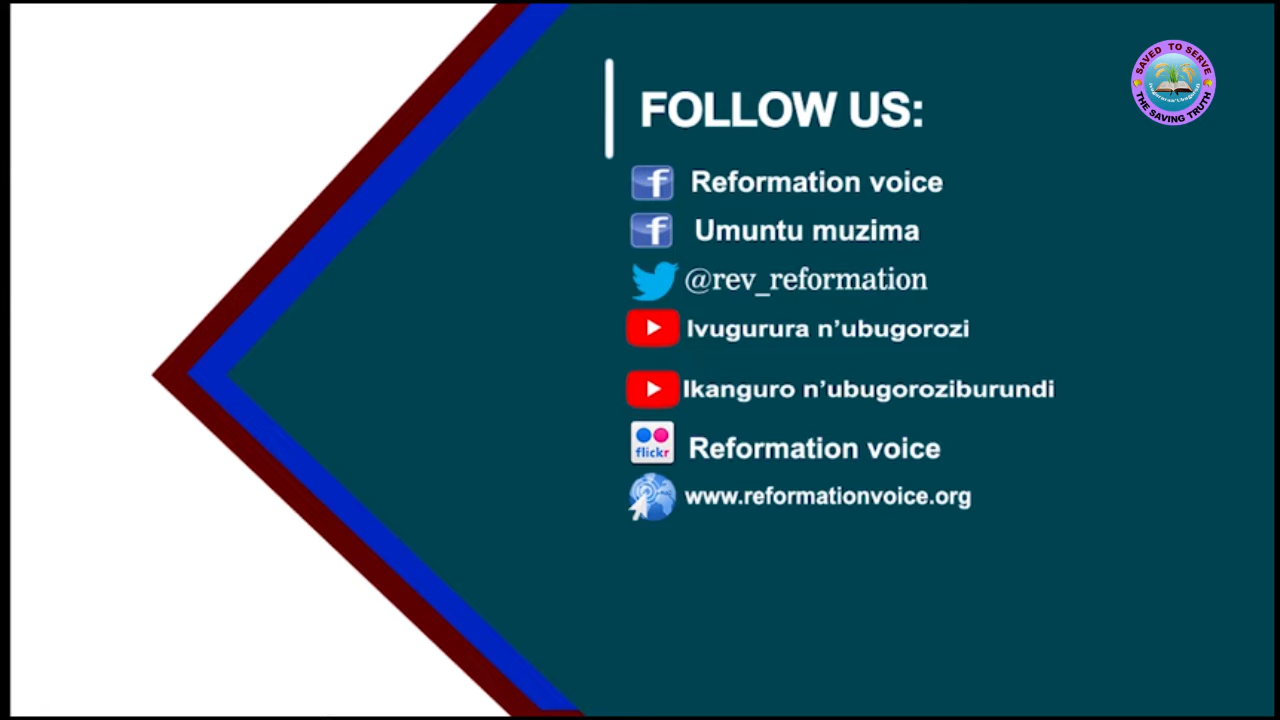 SAVED TO SERVE
THE SAVING TRUTH
FOLLOW US:
Reformation voice
Umuntu muzima
@rev_reformation
Ivugurura n’ubugorozi
Ikanguro n’ubugoroziburundi
flickr
Reformation voice
www.reformationvoice.org